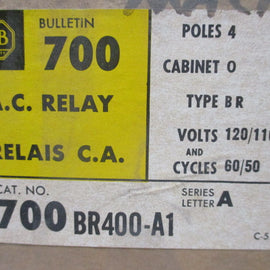 BULLETIN
700
A.C. RELAY
RELAIS C.A.
POLES 4
CABINET O
TYPE BR
VOLTS 120/110
AND
CYCLES 60/50
CAT. NO.
700 BR400-A1
SERIES
LETTER A
C-5